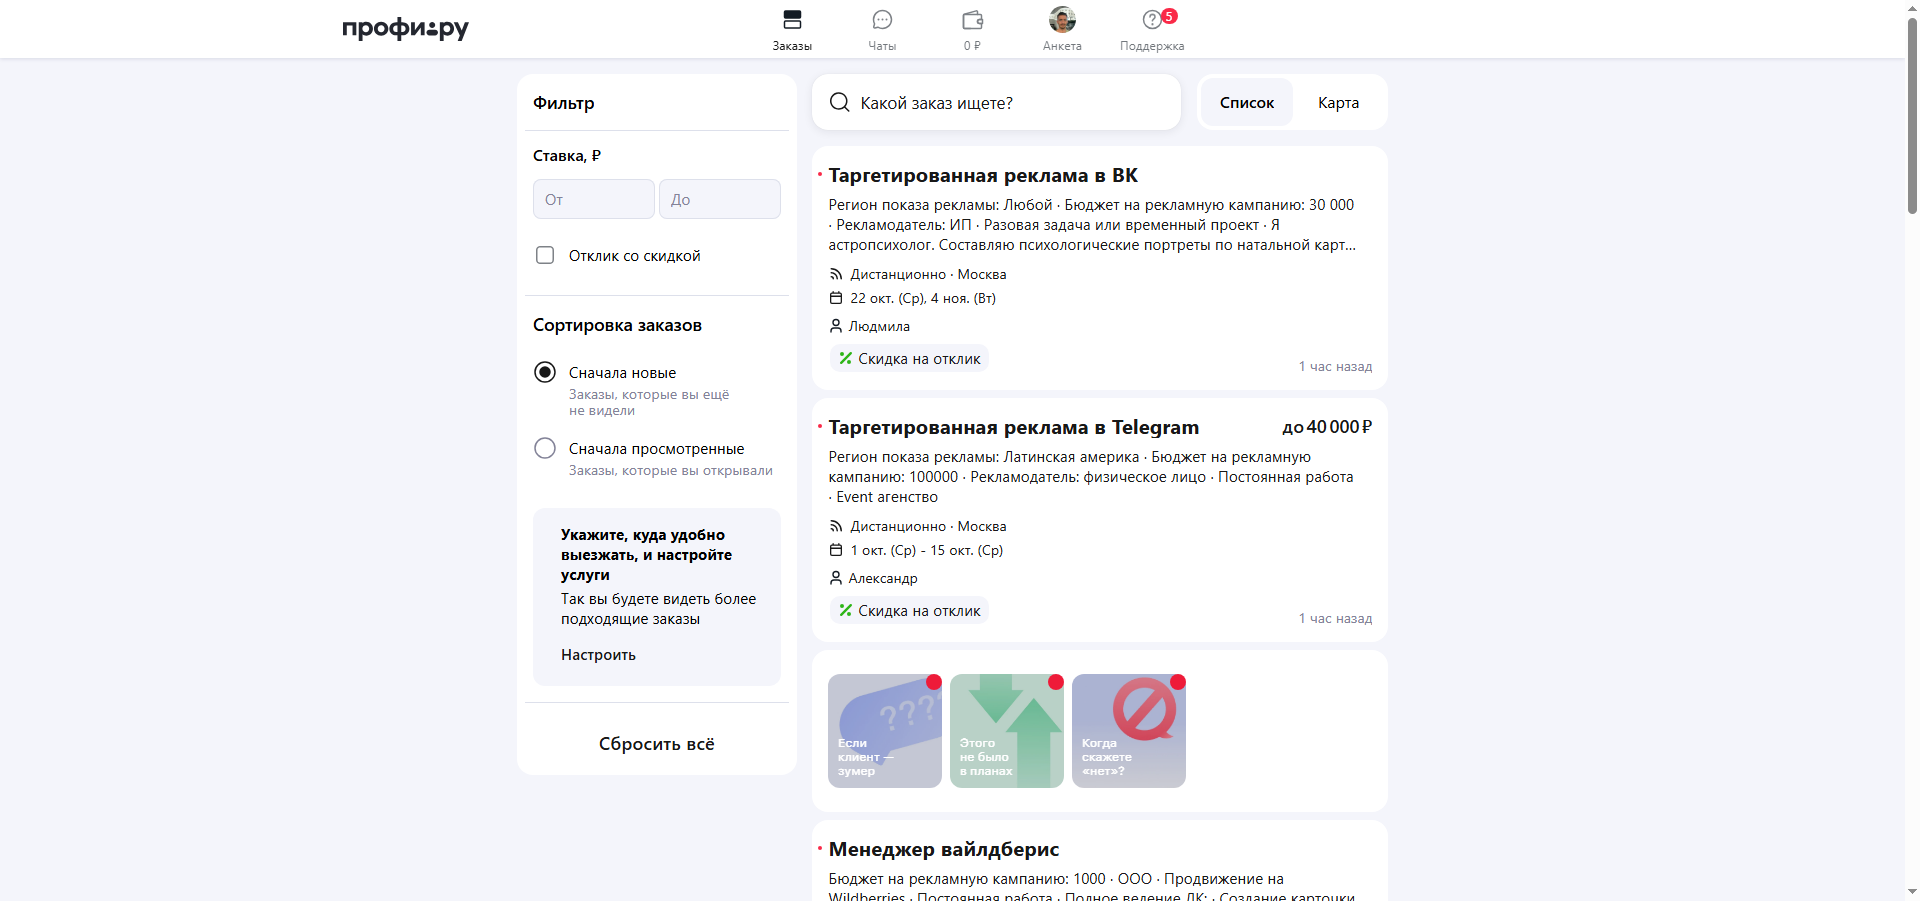 профи.ру
Заказы
Чаты
0 ₽
Анкета
5
Поддержка
Фильтр
Ставка, ₽
От
До
Отклик со скидкой
Сортировка заказов
Сначала новые
Заказы, которые вы ещё
не видели
Сначала просмотренные
Заказы, которые вы открывали
Укажите, куда удобно
выезжать, и настройте
услуги
Так вы будете видеть более
подходящие заказы
Настроить
Сбросить всё
Какой заказ ищете?
Список
Карта
Таргетированная реклама в ВК
Регион показа рекламы: Любой · Бюджет на рекламную кампанию: 30 000
· Рекламодатель: ИП · Разовая задача или временный проект · Я
астропсихолог. Составляю психологические портреты по натальной карт...
Дистанционно · Москва
22 окт. (Ср), 4 ноя. (Вт)
Людмила
Скидка на отклик
1 час назад
Таргетированная реклама в Telegram
до 40 000 ₽
Регион показа рекламы: Латинская америка · Бюджет на рекламную
кампанию: 100000 · Рекламодатель: физическое лицо · Постоянная работа
· Event агенство
Дистанционно · Москва
1 окт. (Ср) - 15 окт. (Ср)
Александр
Скидка на отклик
1 час назад
????
Если
клиент —
зумер
Этого
не было
в планах
Когда
скажете
«нет»?
Менеджер вайлдберис
Бюджет на рекламную кампанию: 1000 · ООО · Продвижение на
Wildberries · Постоянная работа · Полное ведение ЛК: · Создание карточки